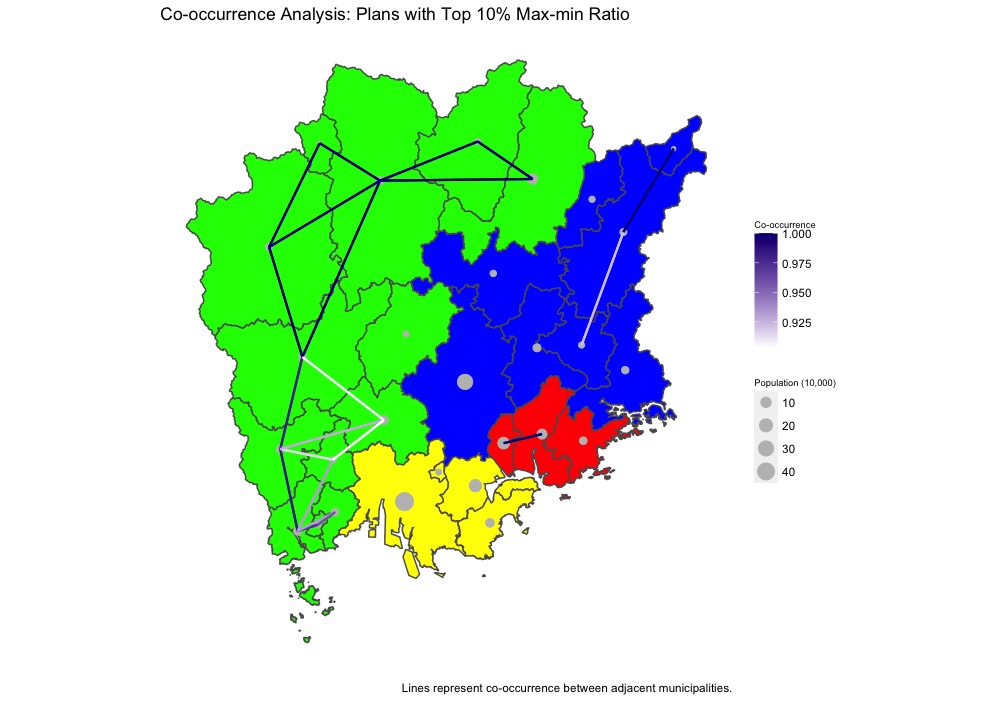 Co-occurrence Analysis: Plans with Top 10% Max-min Ratio
Co-occurrence
1.000
0.975
0.950
0.925
Population (10,000)
10
20
30
40
Lines represent co-occurrence between adjacent municipalities.